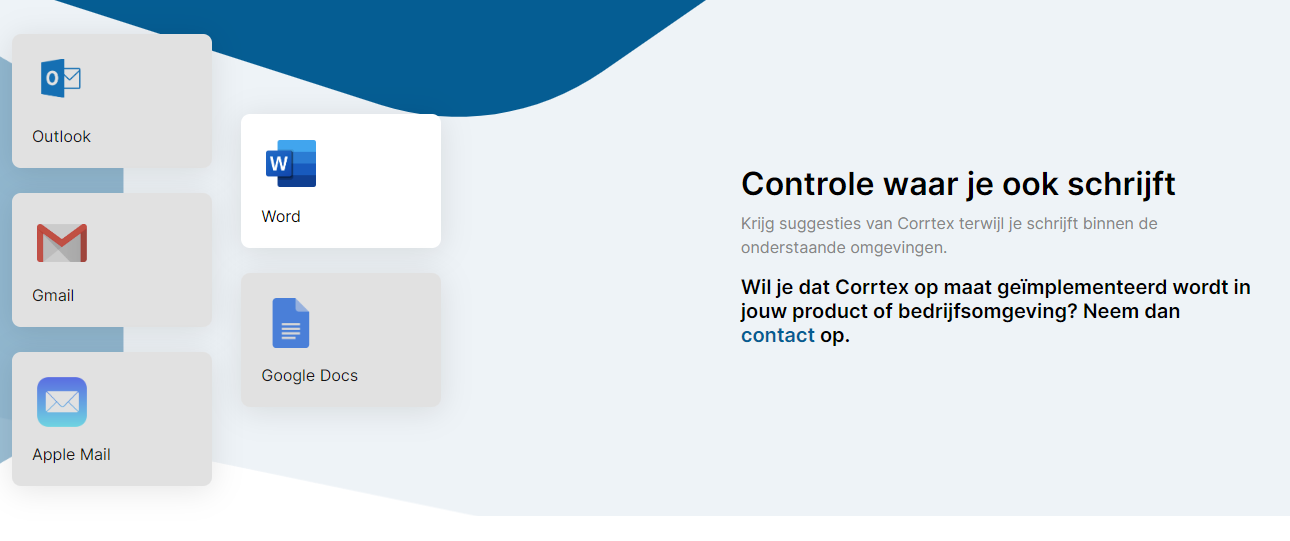 Outlook
Word
Gmail
Google Docs
Apple Mail
Controle waar je ook schrijft
Krijg suggesties van Corrtex terwijl je schrijft binnen de
onderstaande omgevingen.
Wil je dat Corrtex op maat geïmplementeerd wordt in
jouw product of bedrijfsomgeving? Neem dan
contact op.